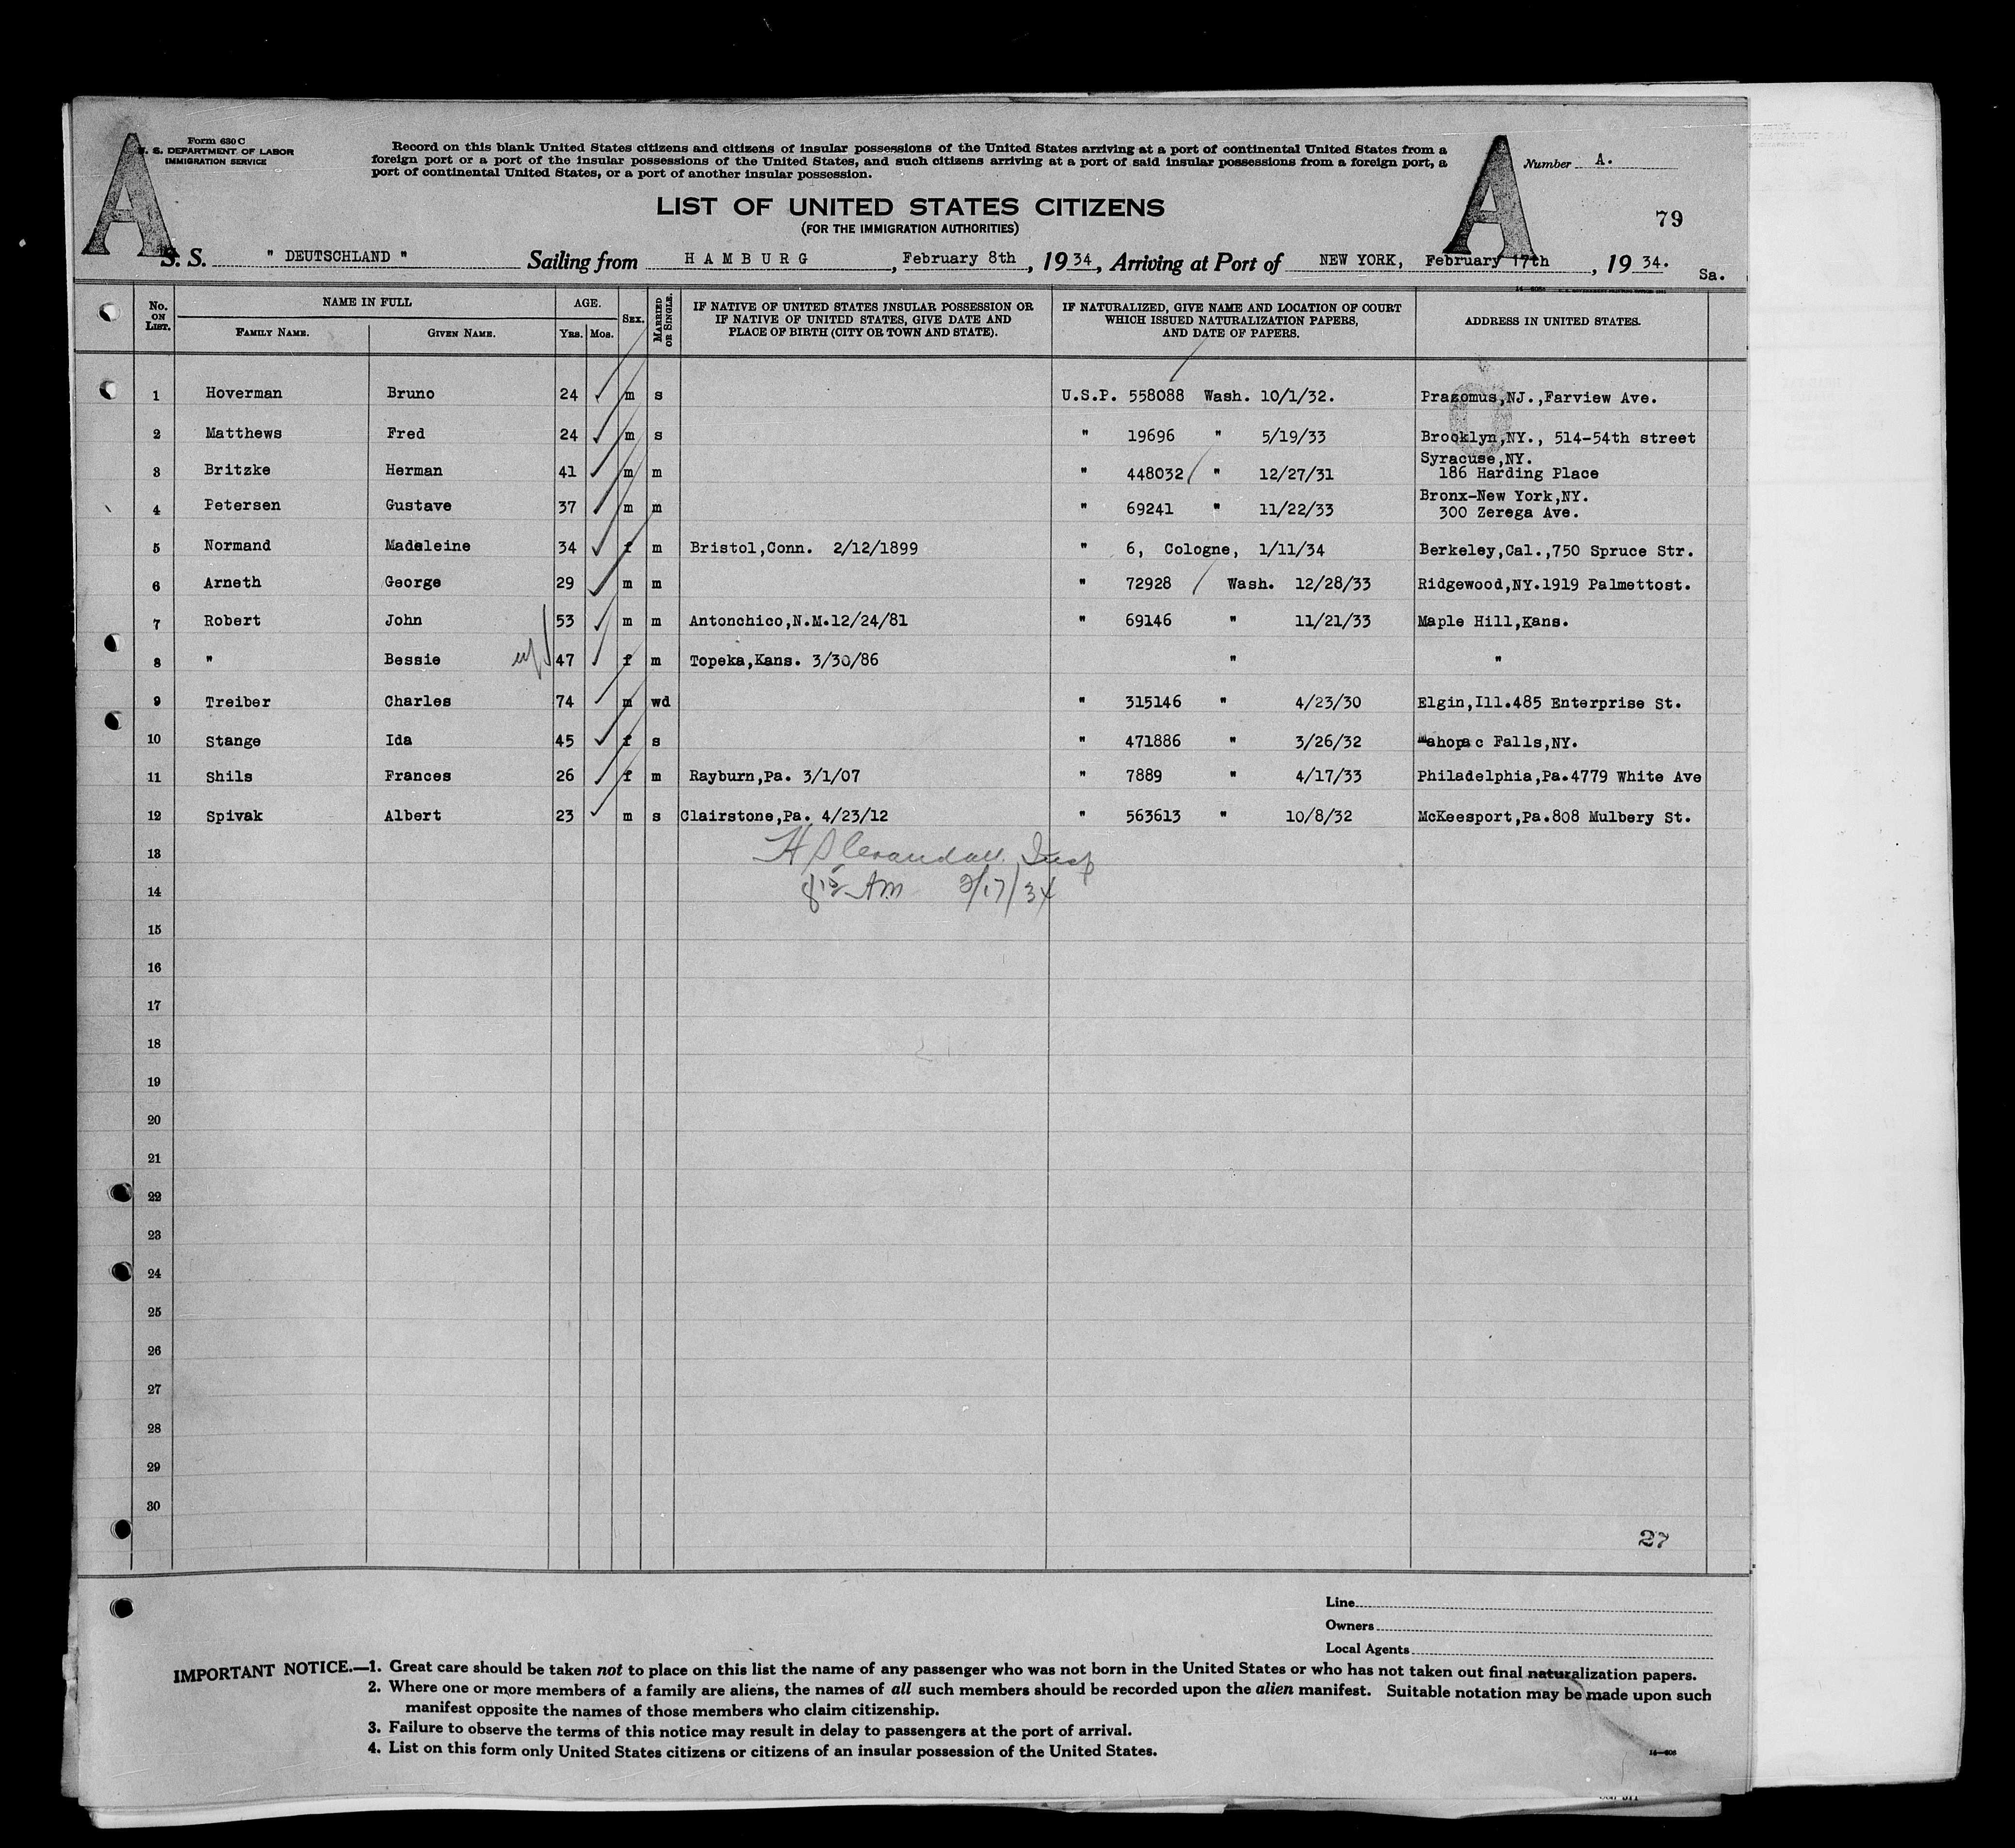 Form 630 C
U. S. DEPARTMENT OF LABOR
IMMIGRATION SERVICE
A
Record on this blank United States citizens and citizens of insular possessions of the United States arriving at a port of continental United States from a
foreign port or a port of the insular possessions of the United States, and such citizens arriving at a port of said insular possessions from a foreign port, a
port of continental United States, or a port of another insular possession.
A
Number A.
LIST OF UNITED STATES CITIZENS
(FOR THE IMMIGRATION AUTHORITIES)
79
S. S. " DEUTSCHLAND " Sailing from HAMBURG, February 8th, 1934, Arriving at Port of NEW YORK, February 17th, 1934.
Sa.
No. ON LIST. NAME IN FULL FAMILY NAME. GIVEN NAME. AGE. YRS. MOS. SEX. MARRIED OR SINGLE. IF NATIVE OF UNITED STATES INSULAR POSSESSION OR IF NATIVE OF UNITED STATES, GIVE DATE AND PLACE OF BIRTH (CITY OR TOWN AND STATE). IF NATURALIZED, GIVE NAME AND LOCATION OF COURT WHICH ISSUED NATURALIZATION PAPERS, AND DATE OF PAPERS. ADDRESS IN UNITED STATES.
1 Hoverman Bruno 24 m s U.S.P. 558088 Wash. 10/1/32. Pragomus,NJ.,Farview Ave.
2 Matthews Fred 24 m s " 19696 " 5/19/33 Brooklyn,NY., 514-54th street
3 Britzke Herman 41 m m " 448032 " 12/27/31 Syracuse,NY.
186 Harding Place
4 Petersen Gustave 37 m m " 69241 " 11/22/33 Bronx-New York,NY.
300 Zerega Ave.
5 Normand Madeleine 34 f m Bristol,Conn. 2/12/1899 " 6, Cologne, 1/11/34 Berkeley,Cal.,750 Spruce Str.
6 Arneth George 29 m m " 72928 Wash. 12/28/33 Ridgewood,NY.1919 Palmettost.
7 Robert John 53 m m Antonchico,N.M.12/24/81 " 69146 " 11/21/33 Maple Hill,Kans.
8 " Bessie 47 f m Topeka,Kans. 3/30/86 " "
9 Treiber Charles 74 m wd " 315146 " 4/23/30 Elgin,Ill.485 Enterprise St.
10 Stange Ida 45 f s " 471886 " 3/26/32 Mahopac Falls,NY.
11 Shils Frances 26 f m Rayburn,Pa. 3/1/07 " 7889 " 4/17/33 Philadelphia,Pa.4779 White Ave
12 Spivak Albert 23 m s Clairstone,Pa. 4/23/12 " 563613 " 10/8/32 McKeesport,Pa.808 Mulbery St.
13 Insp
14 8 15 AM 2/17/34
15
16
17
18
19
20
21
22
23
24
25
26
27
28
29
30
27
Line
Owners
Local Agents
IMPORTANT NOTICE.—1. Great care should be taken not to place on this list the name of any passenger who was not born in the United States or who has not taken out final naturalization papers.
2. Where one or more members of a family are aliens, the names of all such members should be recorded upon the alien manifest. Suitable notation may be made upon such
manifest opposite the names of those members who claim citizenship.
3. Failure to observe the terms of this notice may result in delay to passengers at the port of arrival.
4. List on this form only United States citizens or citizens of an insular possession of the United States.
14—608